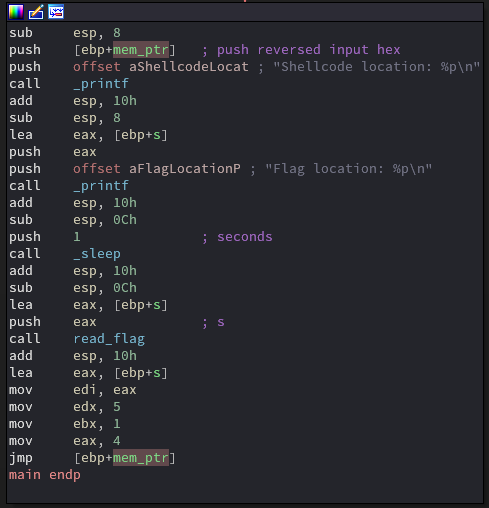 sub esp, 8
push [ebp+mem_ptr] ; push reversed input hex
push offset aShellcodeLocat ; "Shellcode location: %p\n"
call _printf
add esp, 10h
sub esp, 8
lea eax, [ebp+s]
push eax
push offset aFlagLocationP ; "Flag location: %p\n"
call _printf
add esp, 10h
sub esp, 0Ch
push 1 ; seconds
call _sleep
add esp, 10h
sub esp, 0Ch
lea eax, [ebp+s]
push eax ; s
call read_flag
add esp, 10h
lea eax, [ebp+s]
mov edi, eax
mov edx, 5
mov ebx, 1
mov eax, 4
jmp [ebp+mem_ptr]
main endp